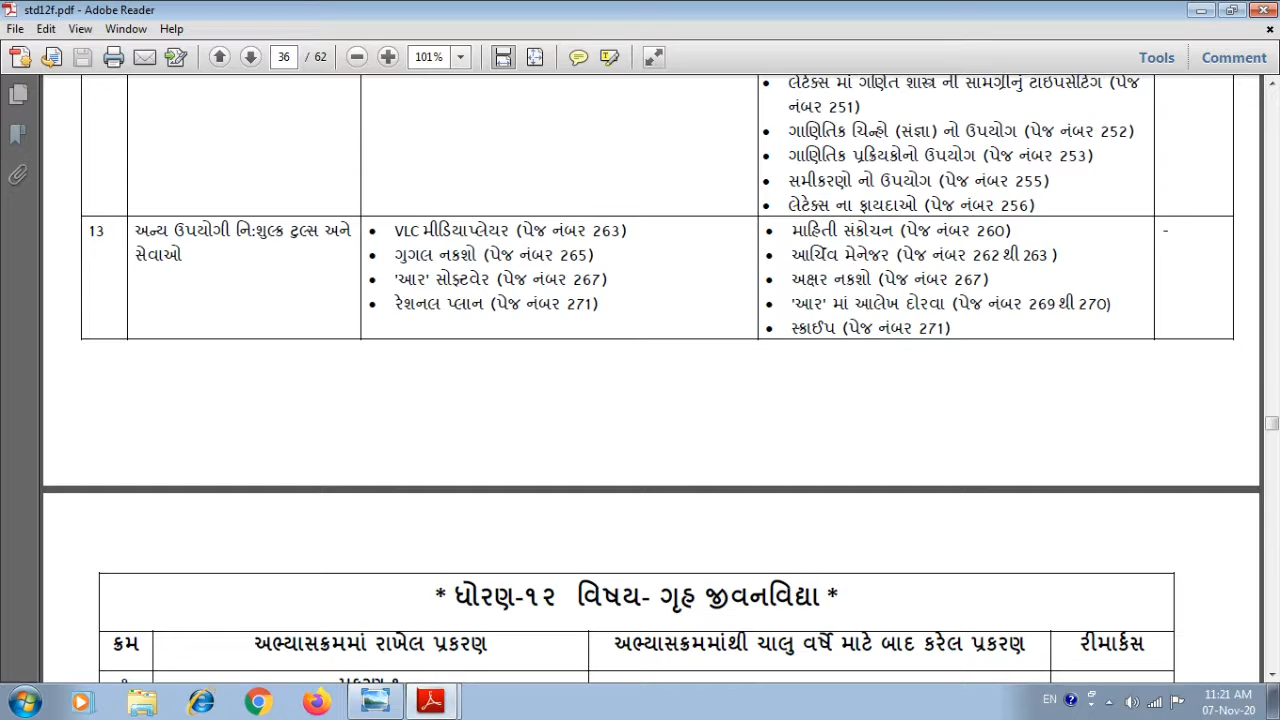 std12f.pdf - Adobe Reader
File Edit View Window Help
36 / 62 101% Tools Comment
લેટેક્સ માં ગણિત શાસ્ત્ર ની સામગ્રીનું ટાઇપસેટિંગ (પેજ
નંબર 251)
• ગાણિતિક ચિન્હો (સંજ્ઞા) નો ઉપયોગ (પેજ નંબર 252)
• ગાણિતિક પ્રક્રિયકોનો ઉપયોગ (પેજ નંબર 253)
• સમીકરણો નો ઉપયોગ (પેજ નંબર 255)
• લેટેક્સ ના ફાયદાઓ (પેજ નંબર 256)
13 અન્ય ઉપયોગી નિ:શુલ્ક ટુલ્સ અને • VLC મીડિયાપ્લેયર (પેજ નંબર 263) • માહિતી સંકોચન (પેજ નંબર 260) -
સેવાઓ • ગુગલ નકશો (પેજ નંબર 265) • આર્ચિવ મેનેજર (પેજ નંબર 262 થી 263 )
• 'આર' સોફ્ટવેર (પેજ નંબર 267) • અક્ષર નકશો (પેજ નંબર 267)
• રેશનલ પ્લાન (પેજ નંબર 271) • 'આર' માં આલેખ દોરવા (પેજ નંબર 269 થી 270)
• સ્કાઈપ (પેજ નંબર 271)
* ધોરણ-૧૨ વિષય- ગૃહ જીવનવિદ્યા *
ક્રમ અભ્યાસક્રમમાં રાખેલ પ્રકરણ અભ્યાસક્રમમાંથી ચાલુ વર્ષે માટે બાદ કરેલ પ્રકરણ રીમાર્કસ
EN 11:21 AM
07-Nov-20